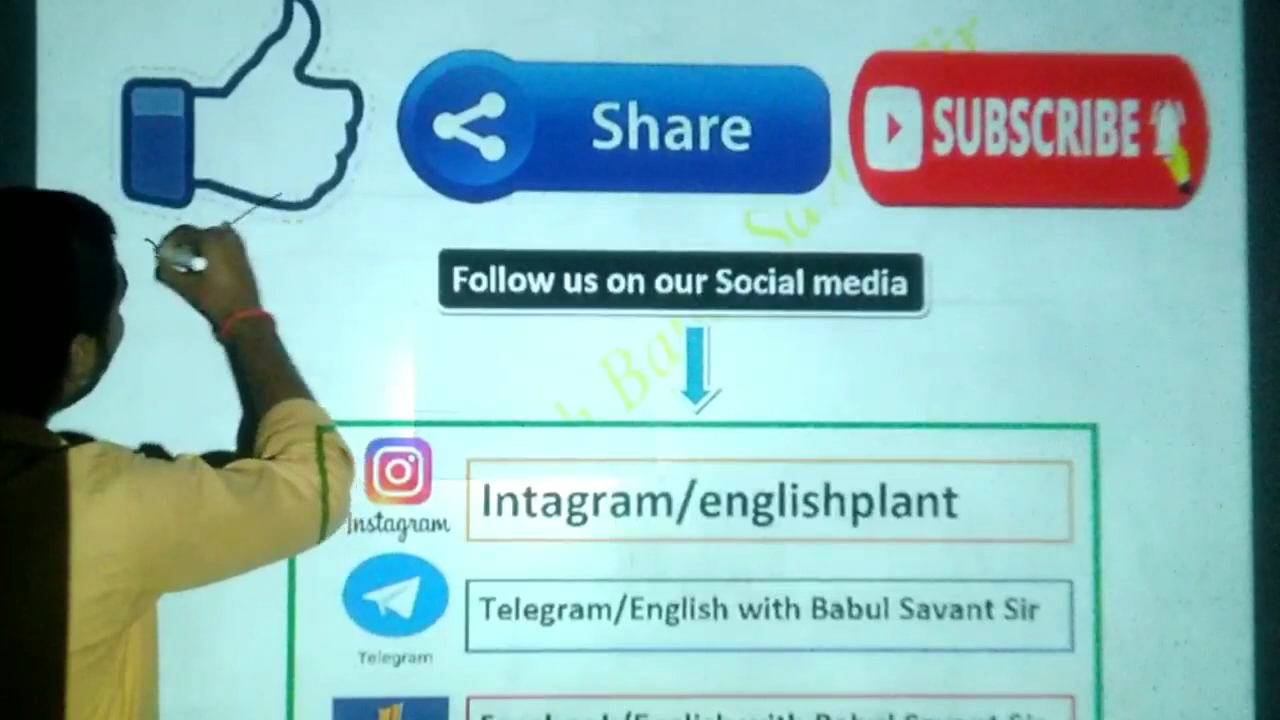 Share
SUBSCRIBE
Follow us on our Social media
Instagram
Intagram/englishplant
Telegram
Telegram/English with Babul Savant Sir